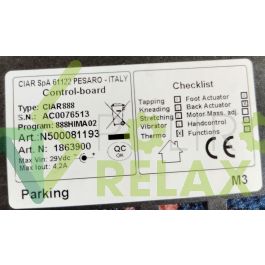 CIAR SpA 61122 PESARO - ITALY
Control-board
Type: CIAR888
S.N: AC0076513
Program: 888HIMA02
Art.N500081193
Art. N: 1863900
Max Vin: 29Vdc
Max Iout: 4,2A
QC
OK
Parking
Checklist
Tapping
Kneading
Stretching
Vibrator
Thermo
Foot Actuator
Back Actuator
Motor Mass. adj
Handcontrol
Functions
CE
M3
RELAX